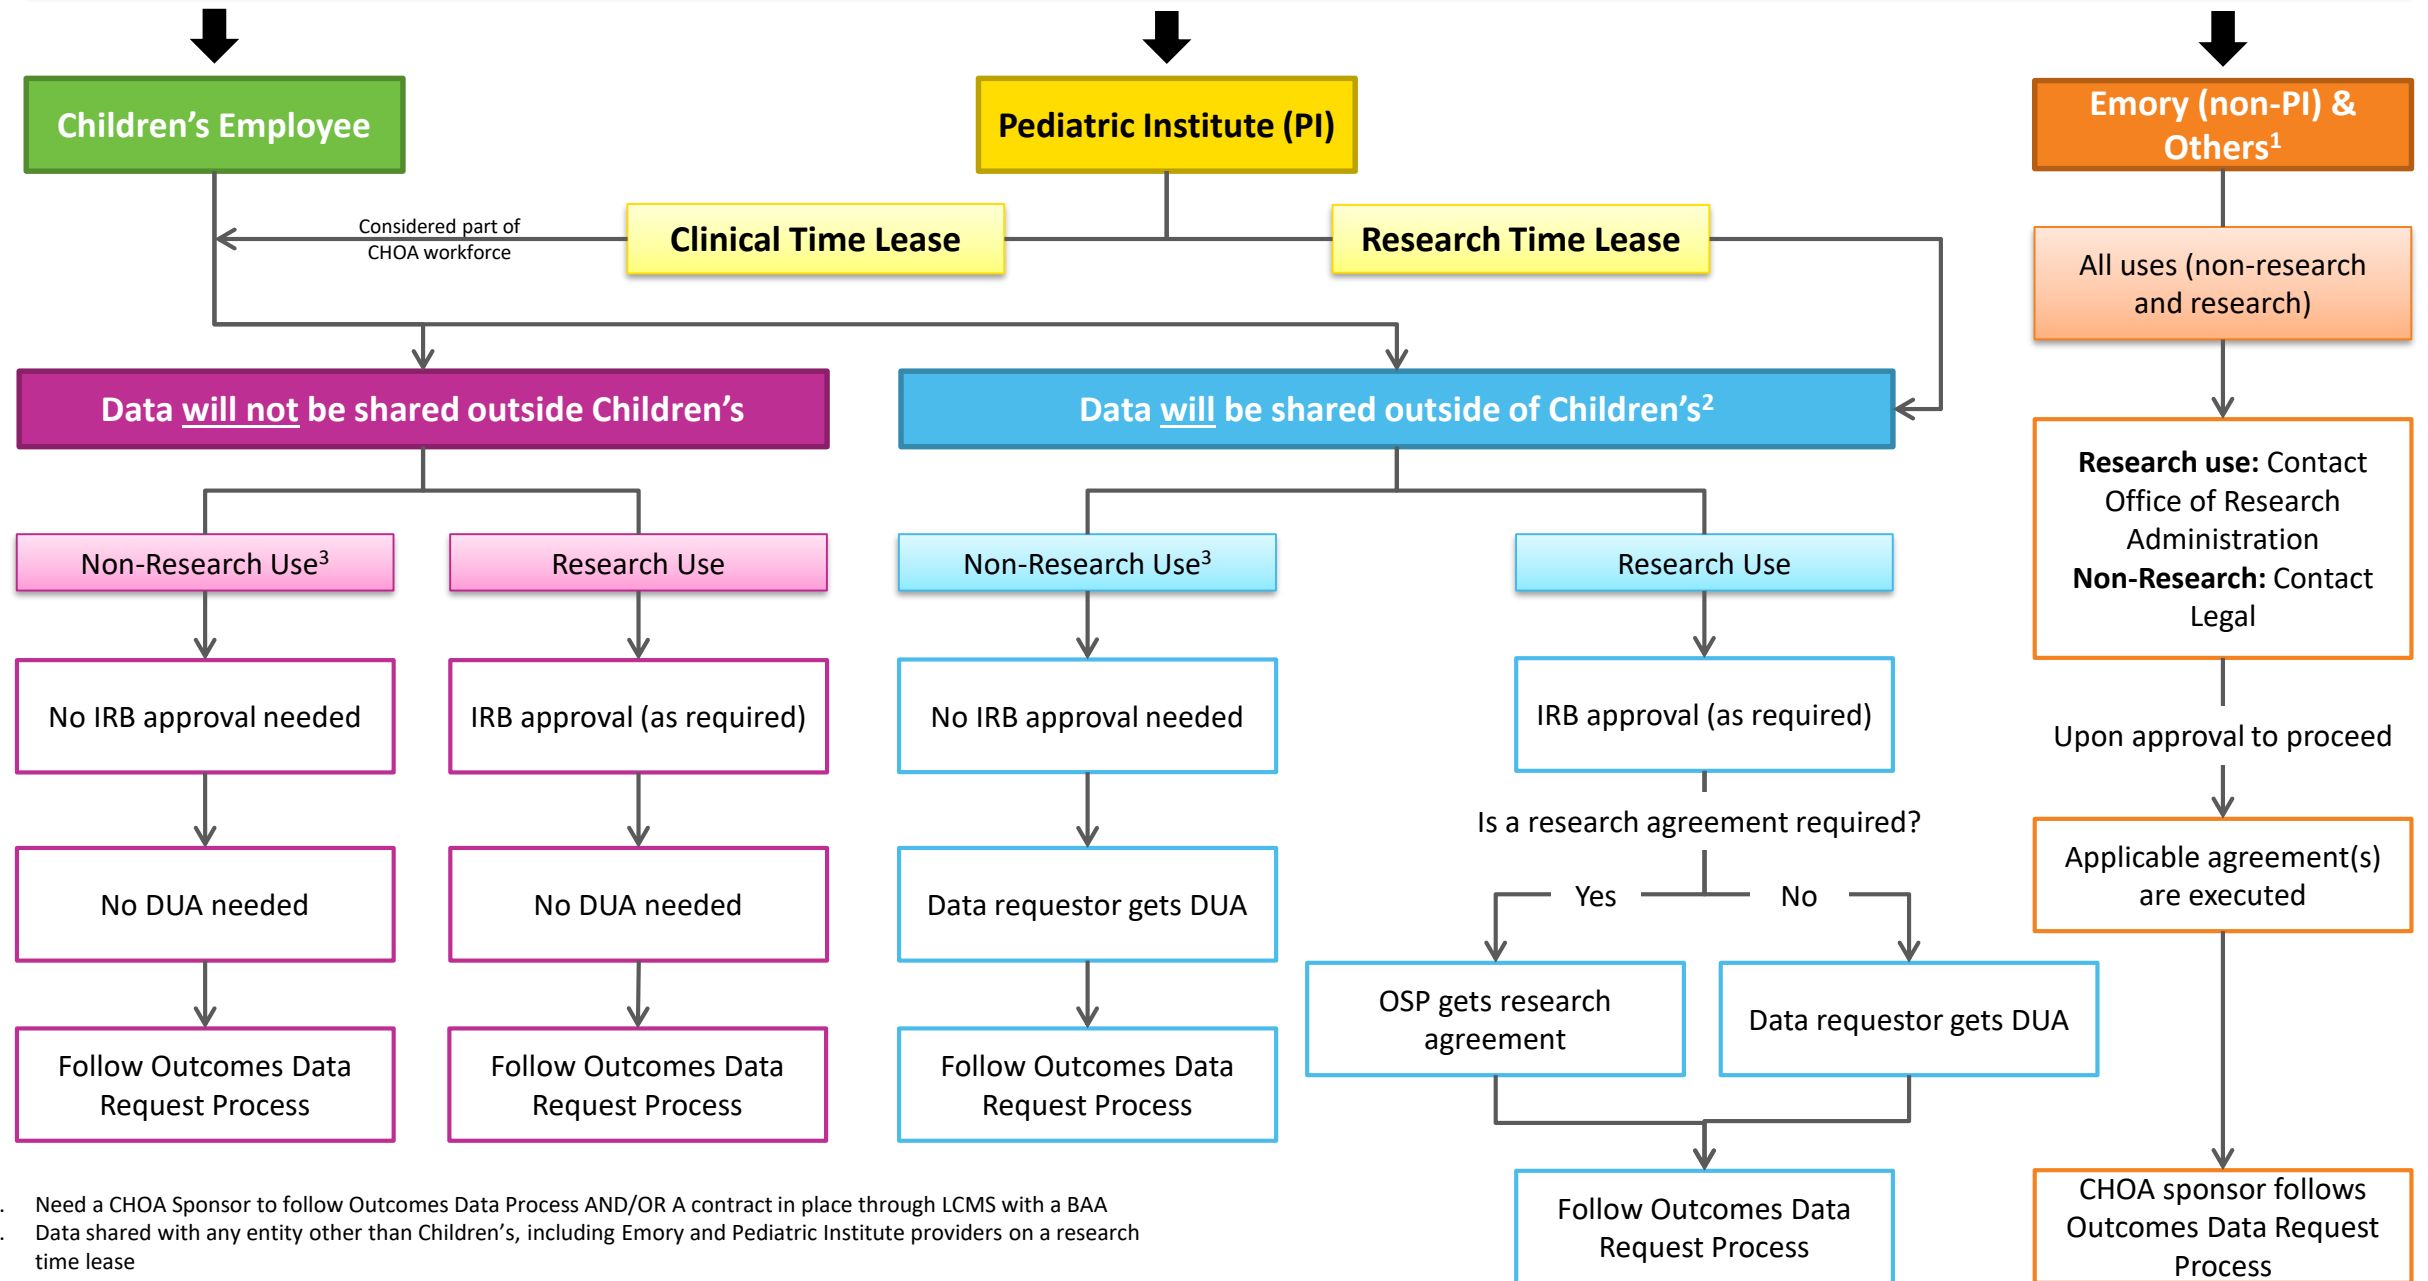 Children's Employee
Pediatric Institute (PI)
Emory (non-PI) &
Others1
Considered part of
CHOA workforce
Clinical Time Lease
Research Time Lease
All uses (non-research
and research)
Data will not be shared outside Children's
Data will be shared outside of Children's2
Research use: Contact
Office of Research
Administration
Non-Research: Contact
Legal
Non-Research Use3
Research Use
Non-Research Use3
Research Use
No IRB approval needed
IRB approval (as required)
No IRB approval needed
IRB approval (as required)
Upon approval to proceed
Is a research agreement required?
Yes
No
No DUA needed
No DUA needed
Data requestor gets DUA
Applicable agreement(s)
are executed
OSP gets research
agreement
Data requestor gets DUA
Follow Outcomes Data
Request Process
Follow Outcomes Data
Request Process
Follow Outcomes Data
Request Process
Follow Outcomes Data
Request Process
CHOA sponsor follows
Outcomes Data Request
Process
. Need a CHOA Sponsor to follow Outcomes Data Process AND/OR A contract in place through LCMS with a BAA
. Data shared with any entity other than Children's, including Emory and Pediatric Institute providers on a research
time lease